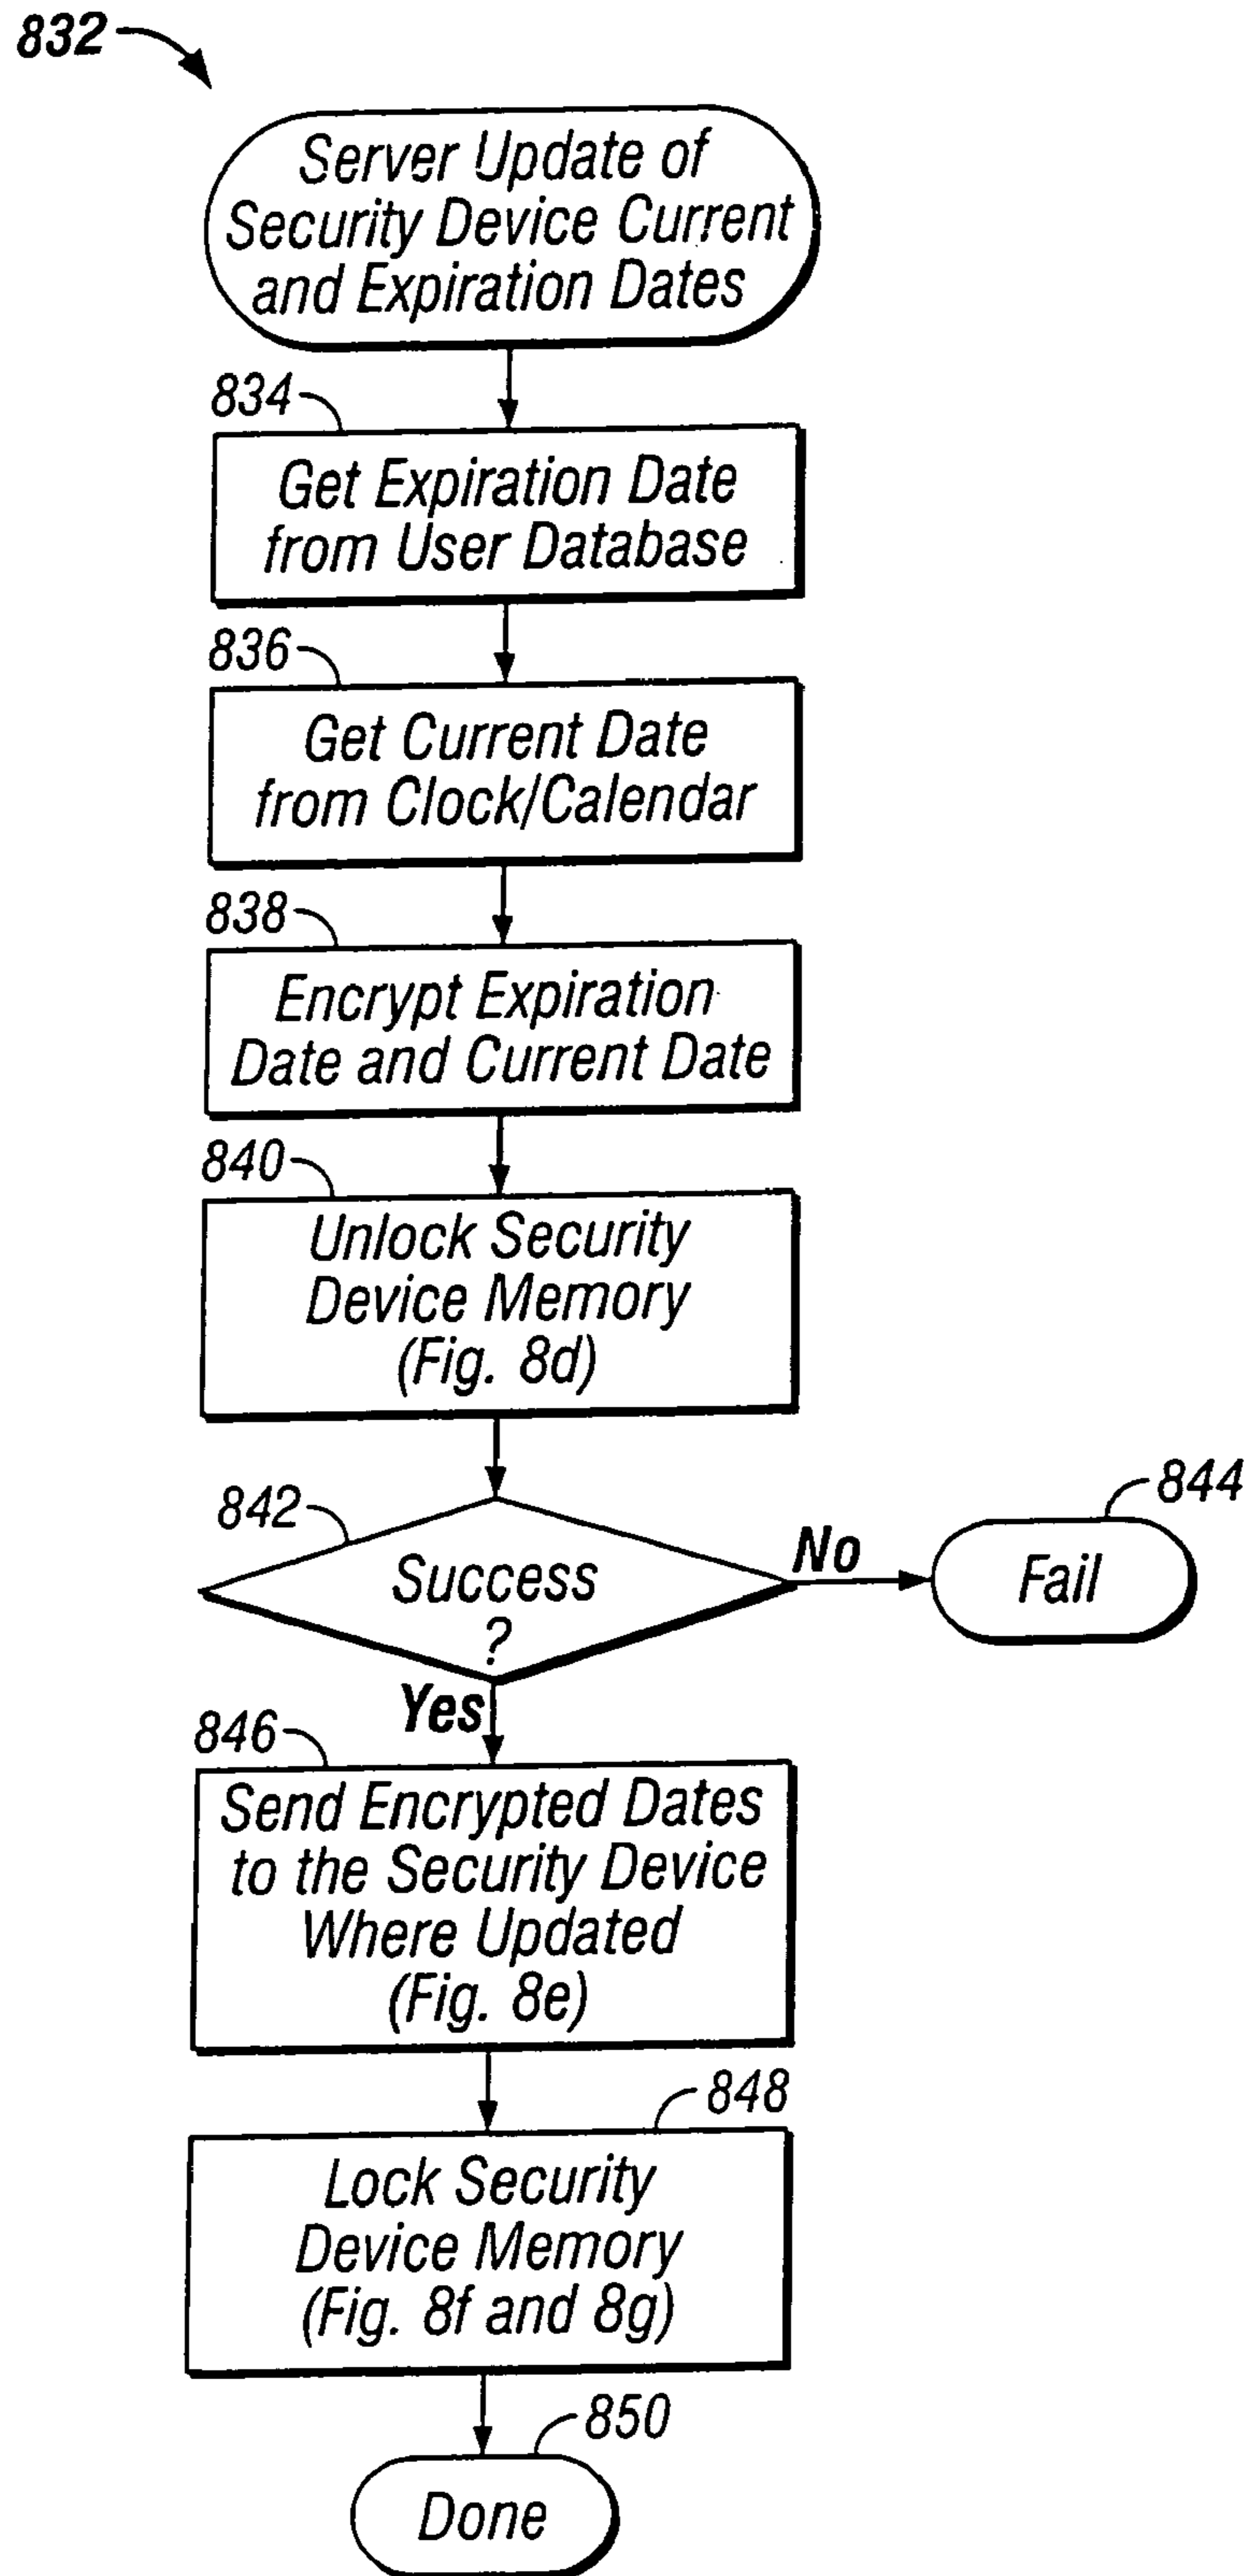 832
Server Update of
Security Device Current
and Expiration Dates
834
Get Expiration Date
from User Database
836
Get Current Date
from Clock/Calendar
838
Encrypt Expiration
Date and Current Date
840
Unlock Security
Device Memory
(Fig. 8d)
842
Success
?
No
844
Fail
Yes
846
Send Encrypted Dates
to the Security Device
Where Updated
(Fig. 8e)
848
Lock Security
Device Memory
(Fig. 8f and 8g)
850
Done